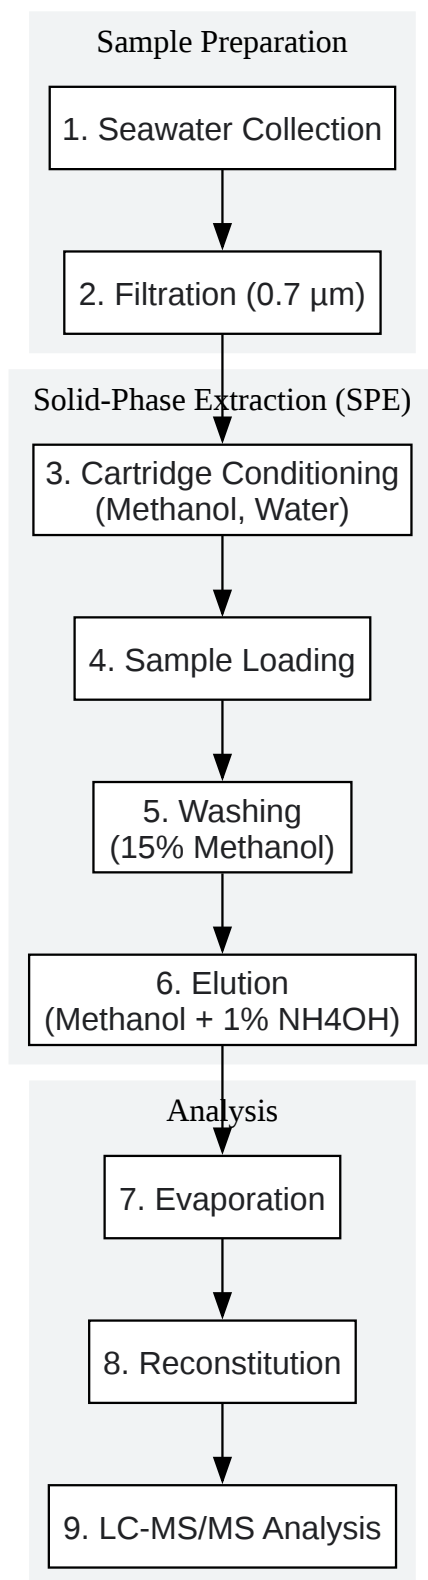 Sample Preparation
1. Seawater Collection
2. Filtration (0.7 µm)
Solid-Phase Extraction (SPE)
3. Cartridge Conditioning
(Methanol, Water)
4. Sample Loading
5. Washing
(15% Methanol)
6. Elution
(Methanol + 1% NH4OH)
Analysis
7. Evaporation
8. Reconstitution
9. LC-MS/MS Analysis